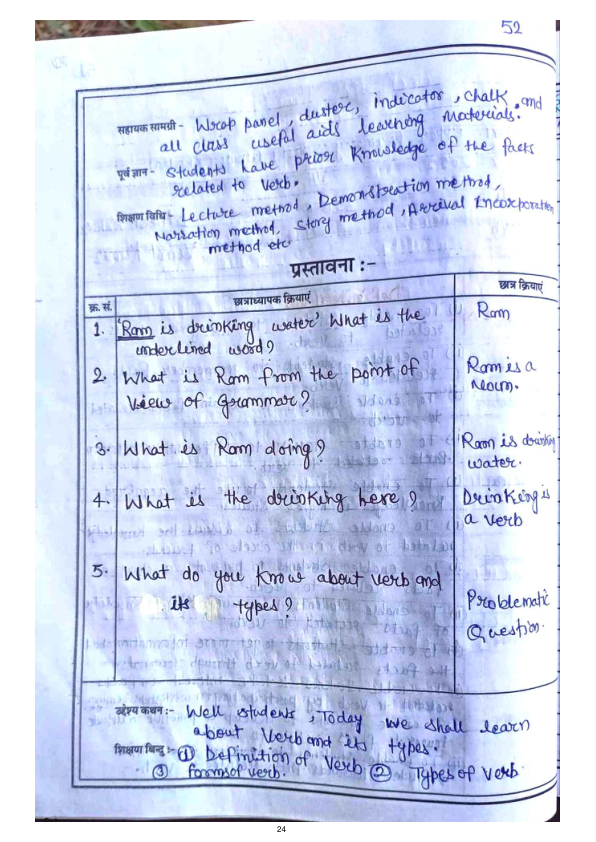 52
सहायक सामग्री - Wrap panel, duster, indicator, chalk and
all class useful aids learning materials.
पूर्व ज्ञान - Students have prior knowledge of the facts
related to verb.
शिक्षण विधि - Lecture method, Demonstration method,
Narration method, Story method, Arrival Incorporation
method etc
प्रस्तावना :-
क्र. सं. छात्राध्यापक क्रियाएं छात्र क्रियाएं
1. 'Ram is drinking water' What is the Ram
underlined word?
2. What is Ram from the point of Ram is a
view of grammar? Noun.
3. What is Ram doing? Ram is drinking
water.
4. What is the drinking here? Drinking is
a verb
5. What do you know about verb and
its types? Problematic
Question.
उद्देश्य कथन :- Well students, Today we shall learn
about verb and its types.
शिक्षण बिन्दु :- ① Definition of verb ② Types of verb
③ forms of verb.
24